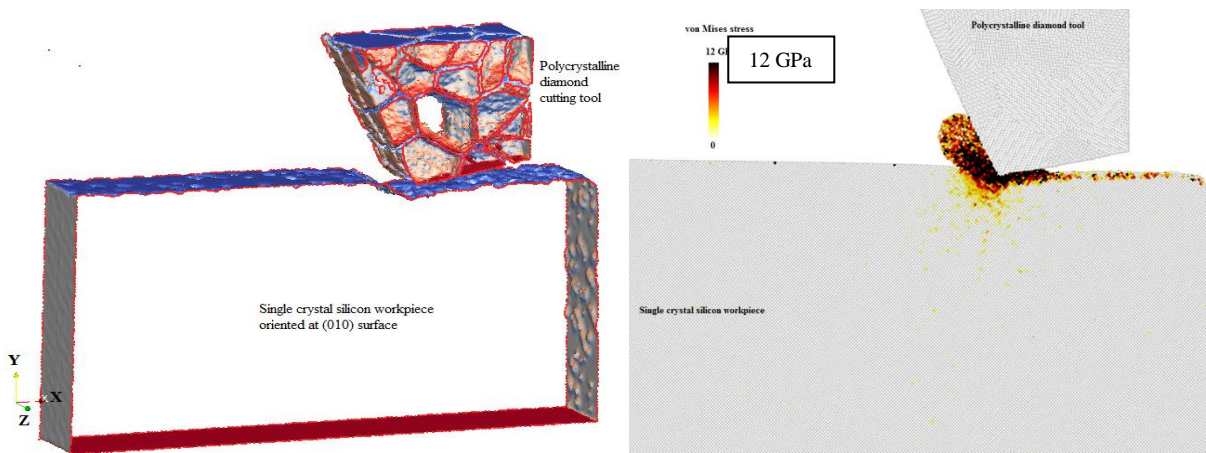 Polycrystalline
diamond
cutting tool
Single crystal silicon workpiece
oriented at (010) surface
Y
X
Z
von Mises stress
12 G
12 GPa
0
Polycrystalline diamond tool
Single crystal silicon workpiece